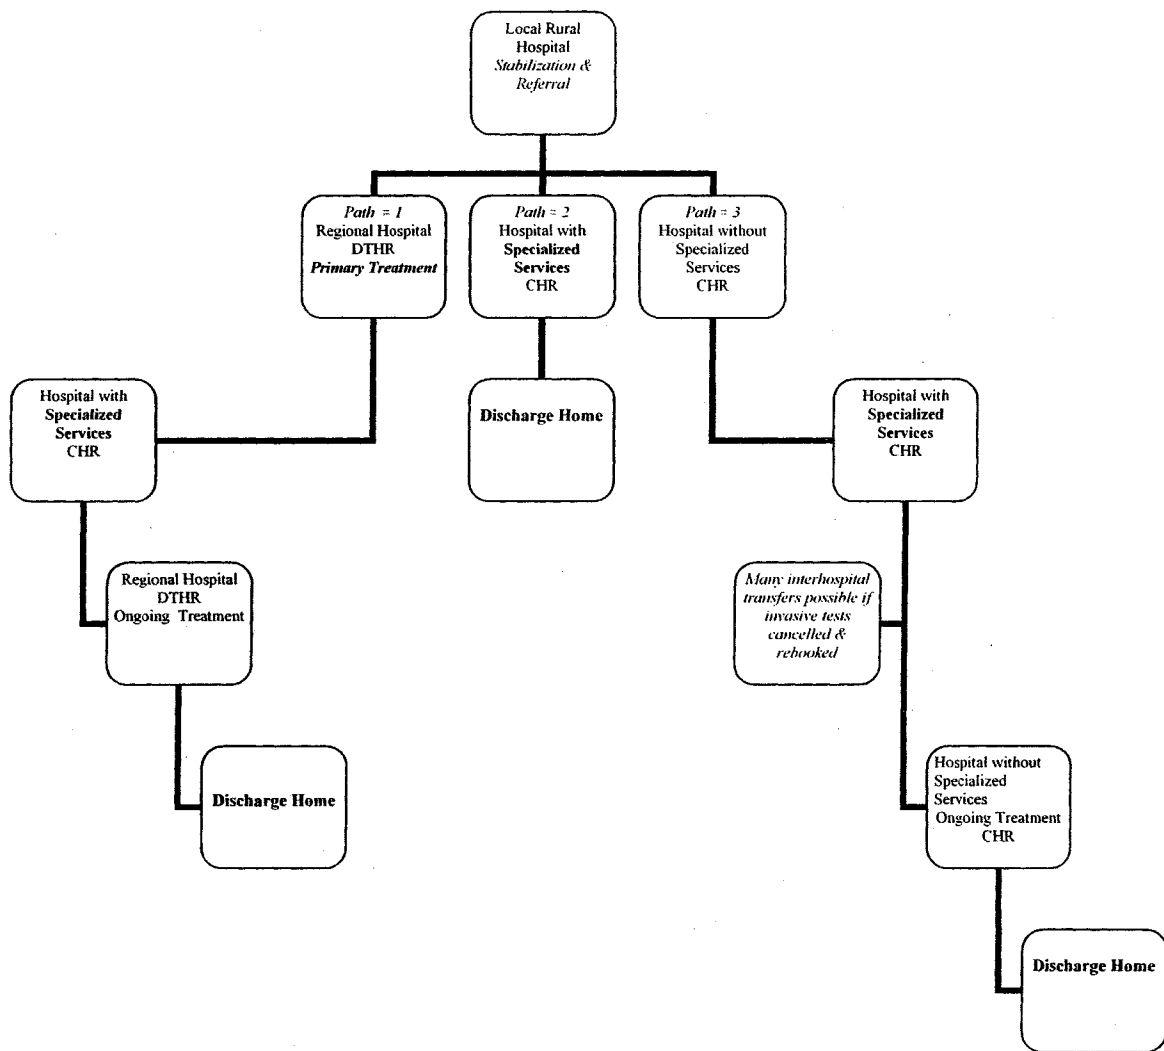 Local Rural
Hospital
Stabilization &
Referral
Path = 1
Regional Hospital
DTHR
Primary Treatment
Path = 2
Hospital with
Specialized
Services
CHR
Path = 3
Hospital without
Specialized
Services
CHR
Hospital with
Specialized
Services
CHR
Discharge Home
Hospital with
Specialized
Services
CHR
Regional Hospital
DTHR
Ongoing Treatment
Many interhospital
transfers possible if
invasive tests
cancelled &
rebooked
Discharge Home
Hospital without
Specialized
Services
Ongoing Treatment
CHR
Discharge Home